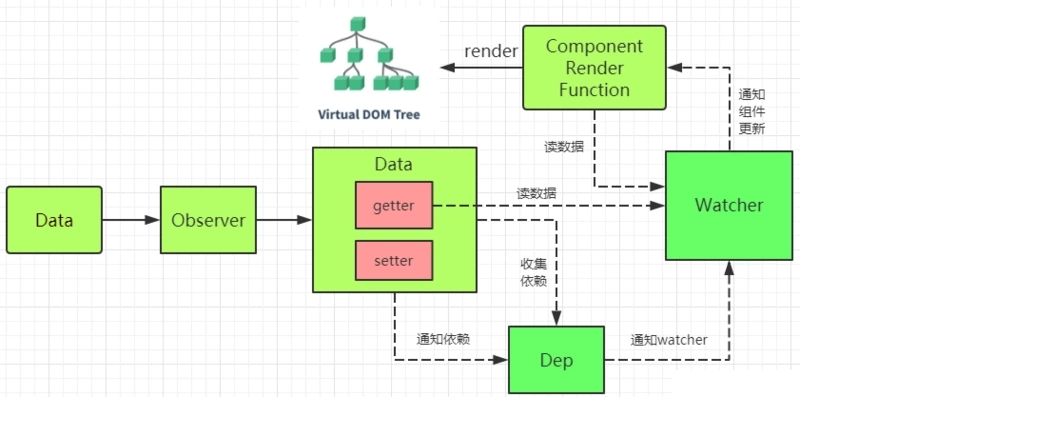 render
Component
Render
Function
Virtual DOM Tree
通知
组件
更新
读数据
Data
getter
setter
读数据
Data
Observer
Watcher
收集
依赖
通知依赖
Dep
通知watcher